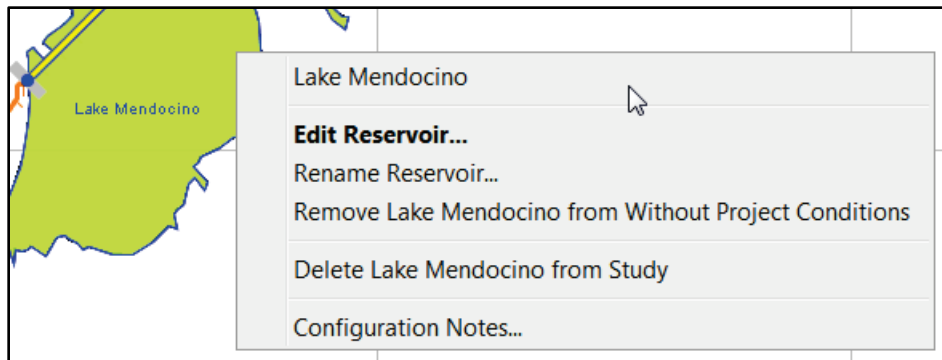 Lake Mendocino
Lake Mendocino
Edit Reservoir...
Rename Reservoir...
Remove Lake Mendocino from Without Project Conditions
Delete Lake Mendocino from Study
Configuration Notes...